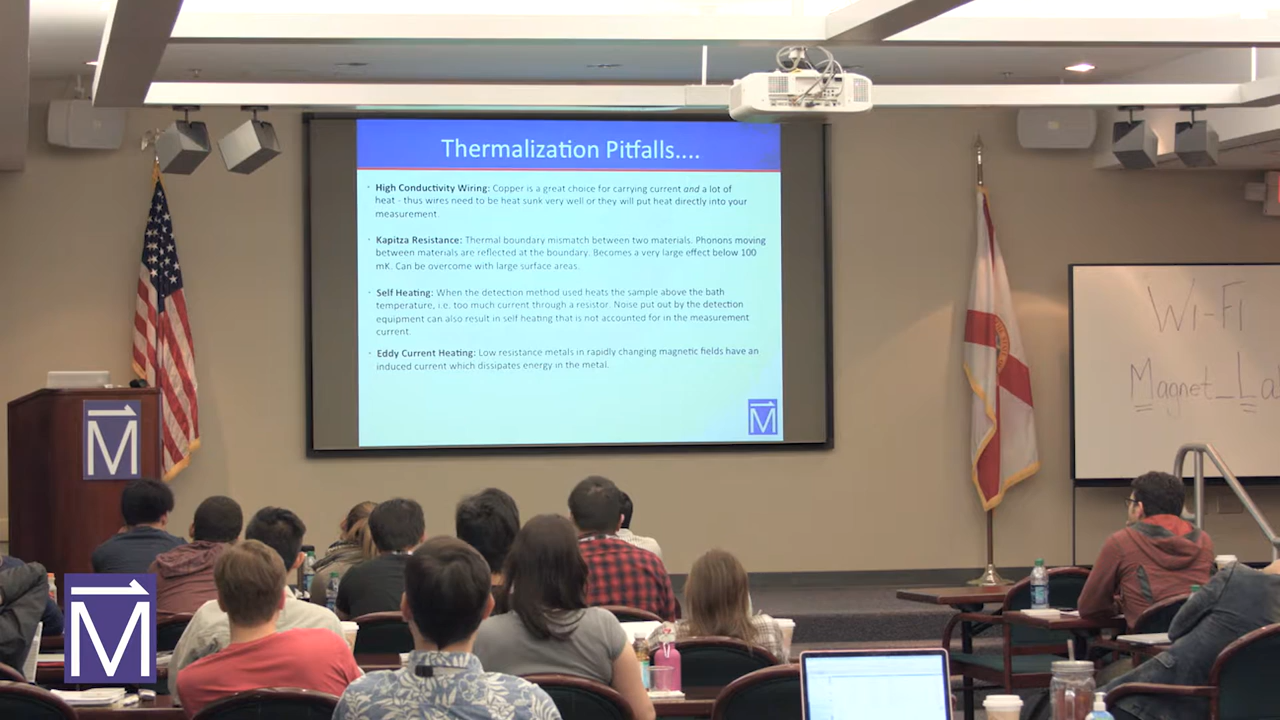 Thermalization Pitfalls....
High Conductivity Wiring: Copper is a great choice for carrying current and a lot of
heat - thus wires need to be heat sunk very well or they will put heat directly into your
measurement.
Kapitza Resistance: Thermal boundary mismatch between two materials. Phonons moving
between materials are reflected at the boundary. Becomes a very large effect below 100
mK. Can be overcome with large surface areas.
Self Heating: When the detection method used heats the sample above the bath
temperature, i.e. too much current through a resistor. Noise put out by the detection
equipment can also result in self heating that is not accounted for in the measurement
current.
Eddy Current Heating: Low resistance metals in rapidly changing magnetic fields have an
induced current which dissipates energy in the metal.
M
M
Wi-Fi
Magnet_La
M